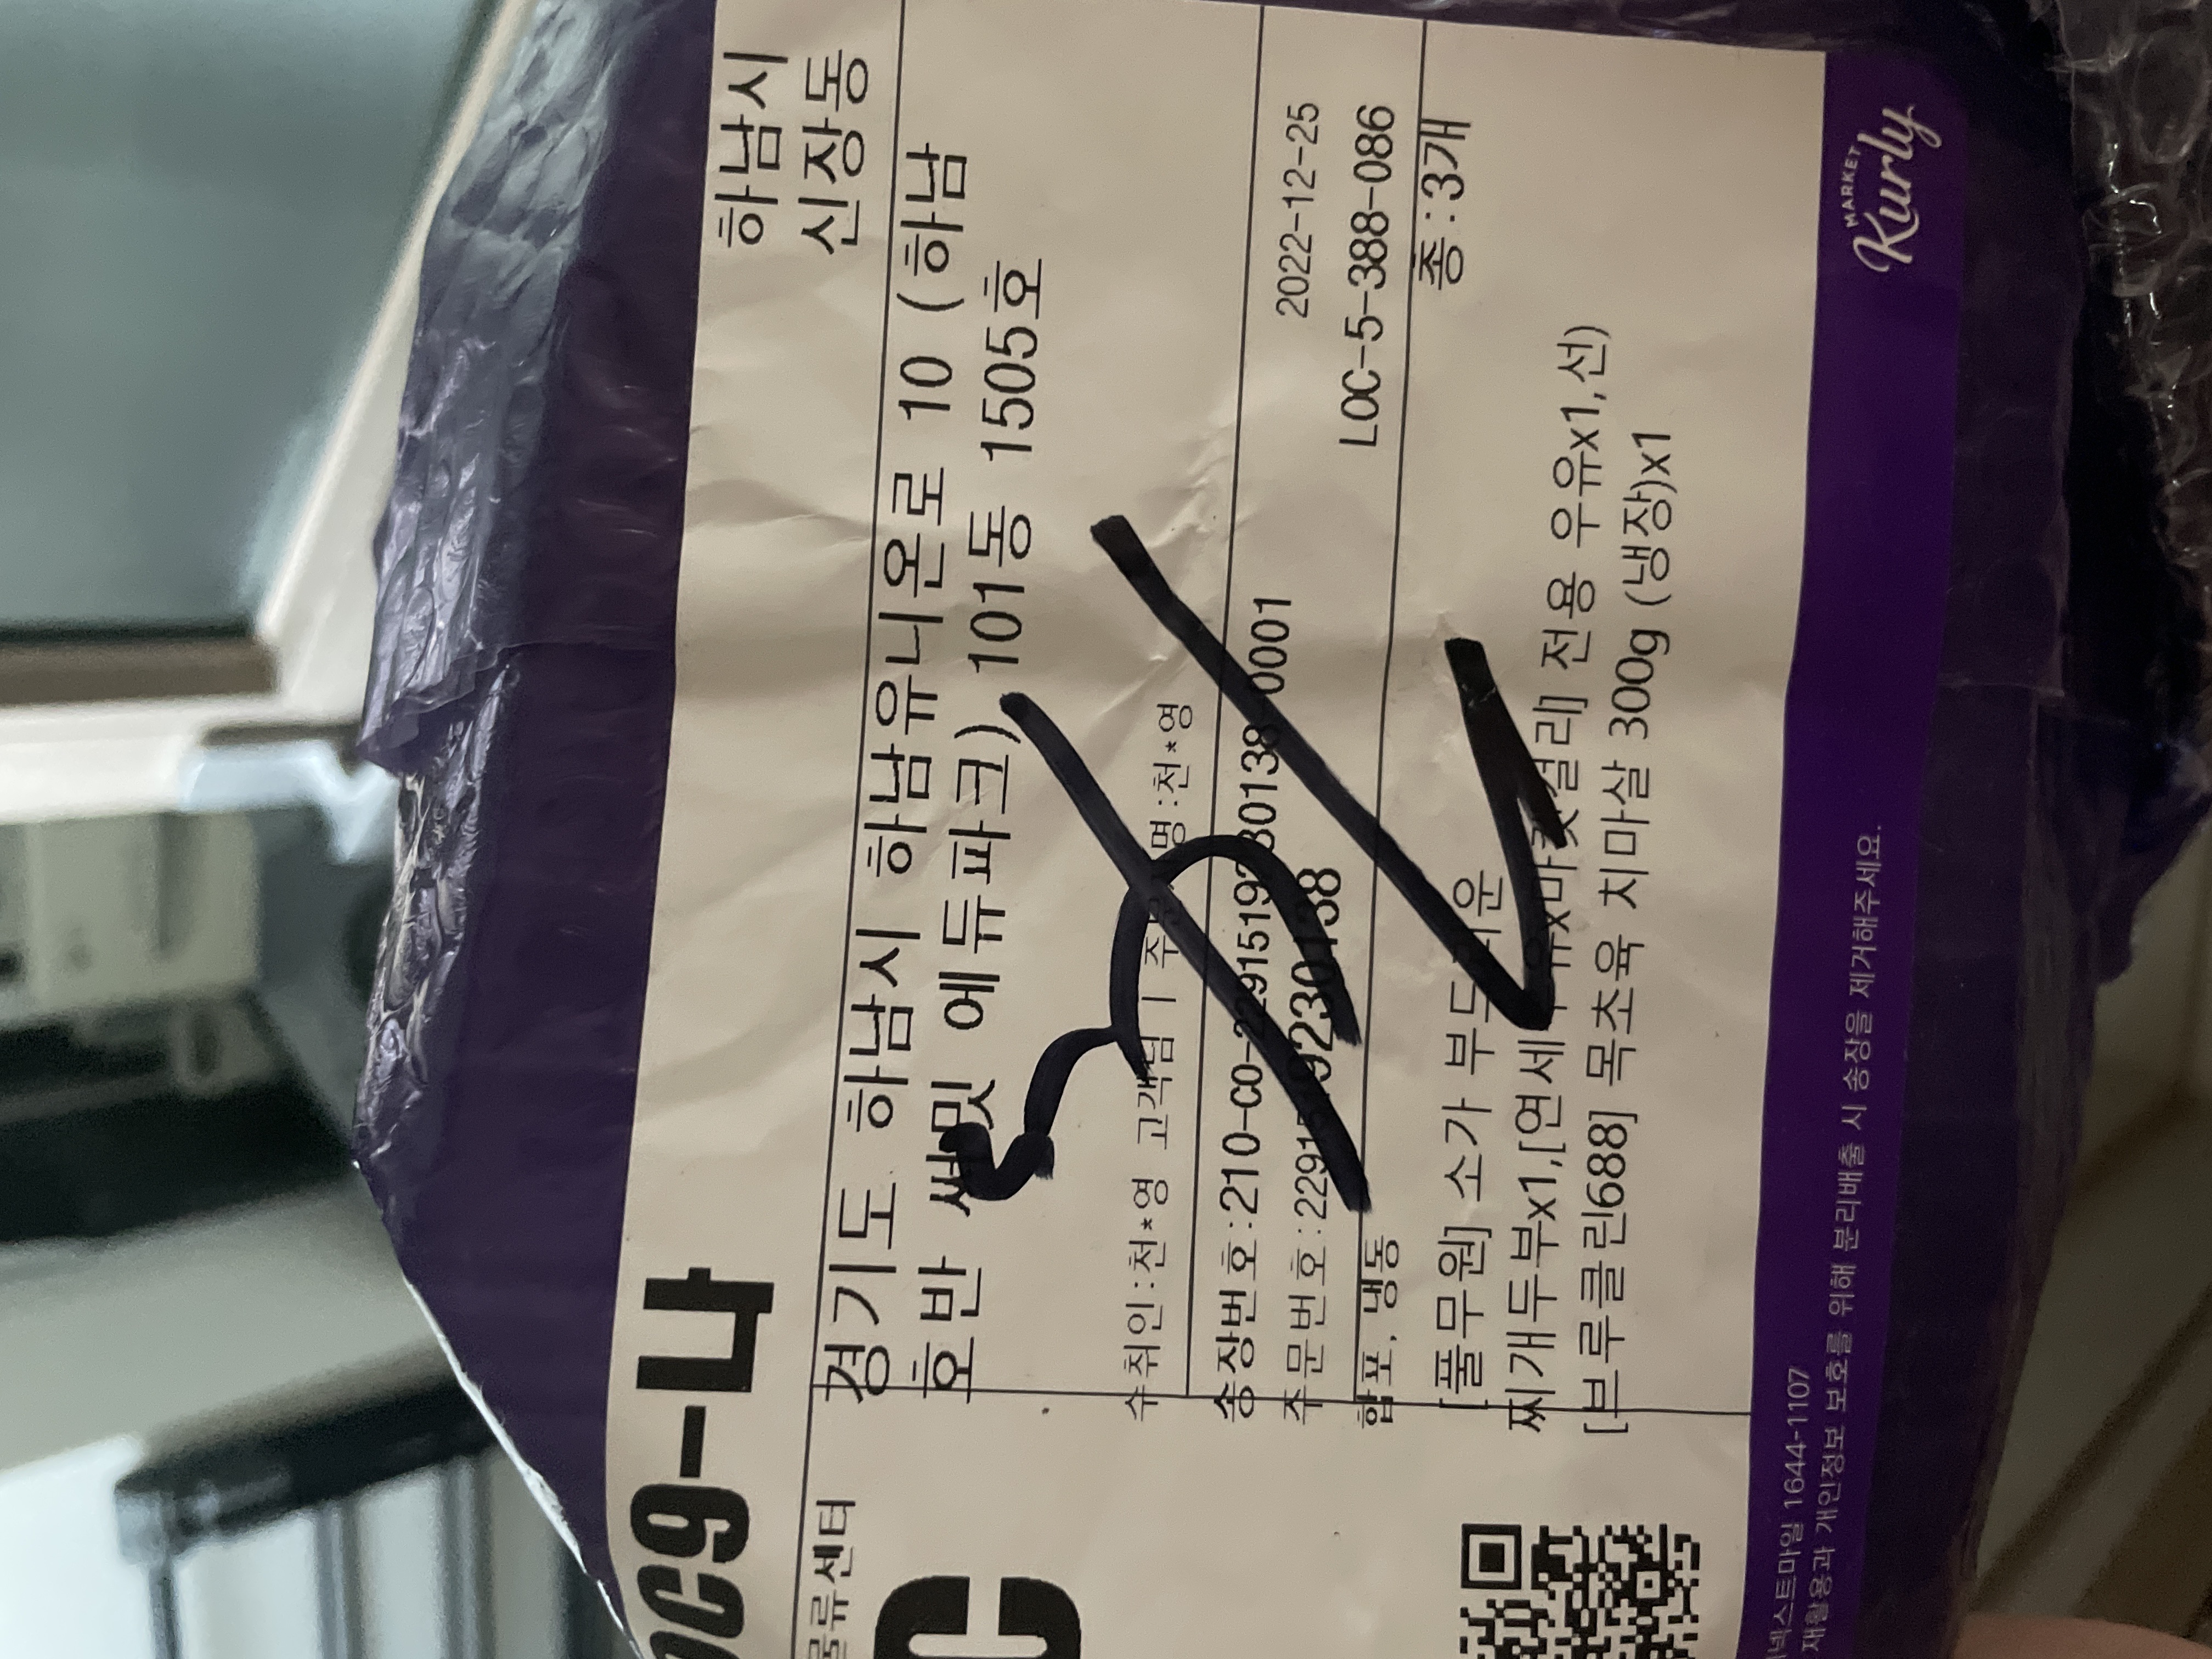 C9-나
하남시
신장동
물류센터
C
경기도 하남시 하남유니온로 10 (하남
호반 써밋 에듀파크) 101동 1505호
수취인:천*영 고객님 | 주문자명:천*영
송장번호:210-CO-2291519230138-0001
주문번호:2291519230138
2022-12-25
LOC-5-388-086
합포, 냉동
총:3개
[풀무원] 소가 부드러운
찌개두부x1,[연세우유x마켓컬리] 전용 우유x1,선)
[브루클린688] 목초육 치마살 300g (냉장)x1
넥스트마일 1644-1107
재활용과 개인정보 보호를 위해 분리배출 시 송장을 제거해주세요.
MARKET
Kurly